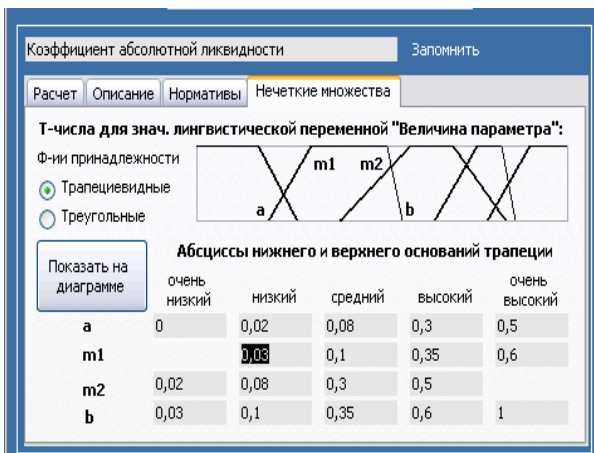 Коэффициент абсолютной ликвидности Запомнить
Расчет Описание Нормативы Нечеткие множества
Т-числа для знач. лингвистической переменной "Величина параметра":
Ф-ии принадлежности
Трапециевидные
Треугольные
m1 m2
a b
Показать на диаграмме
Абсциссы нижнего и верхнего оснований трапеции
очень низкий низкий средний высокий очень высокий
a 0 0,02 0,08 0,3 0,5
m1 0,03 0,1 0,35 0,6
m2 0,02 0,08 0,3 0,5
b 0,03 0,1 0,35 0,6 1